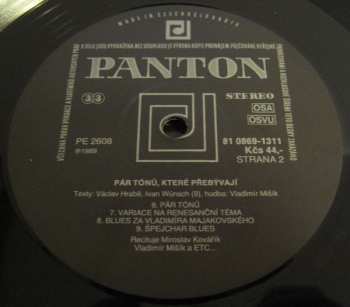 MADE IN CZECHOSLOVAKIA
PANTON
33
STEREO
OSA
OSVU
PE 2608
℗1989
81 0869-1311
Kčs 44,-
STRANA 2
PÁR TÓNŮ, KTERÉ PŘEBÝVAJÍ
Texty: Václav Hrabě, Ivan Wünsch (8), hudba: Vladimír Mišík
6. PÁR TÓNŮ
7. VARIACE NA RENESANČNÍ TÉMA
8. BLUES ZA VLADIMÍRA MAJAKOVSKÉHO
9. ŠPEJCHAR BLUES
Recituje Miroslav Kovářík
Vladimír Mišík a ETC...